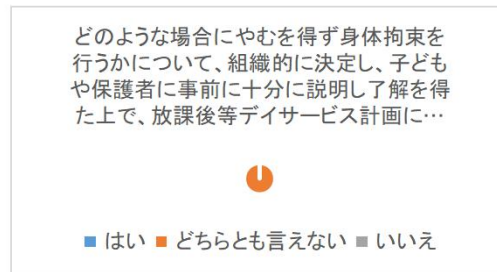 どのような場合にやむを得ず身体拘束を
行うかについて、組織的に決定し、子ども
や保護者に事前に十分に説明し了解を得
た上で、放課後等デイサービス計画に…
はい どちらとも言えない いいえ